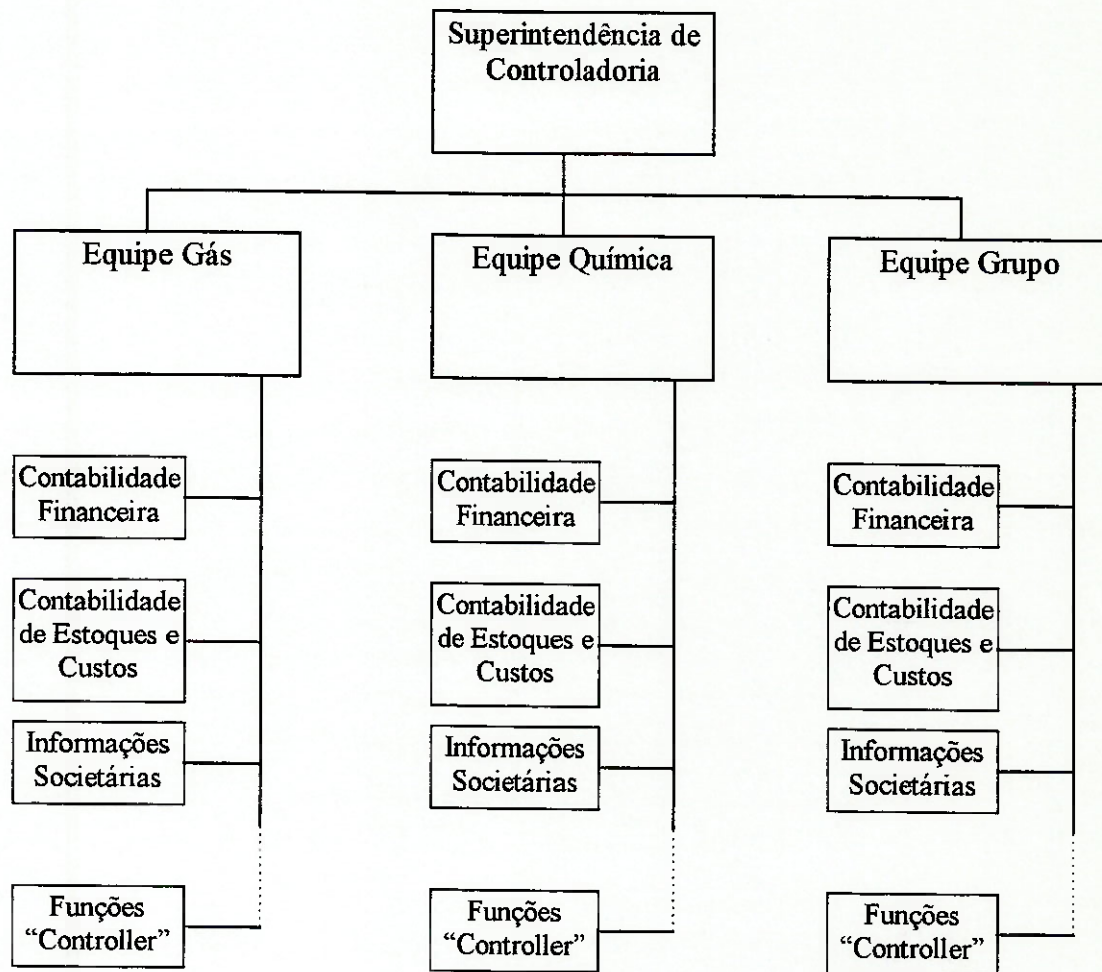 Superintendência de
Controladoria
Equipe Gás
Equipe Química
Equipe Grupo
Contabilidade
Financeira
Contabilidade
de Estoques e
Custos
Informações
Societárias
Funções
“Controller”
Contabilidade
Financeira
Contabilidade
de Estoques e
Custos
Informações
Societárias
Funções
“Controller”
Contabilidade
Financeira
Contabilidade
de Estoques e
Custos
Informações
Societárias
Funções
“Controller”